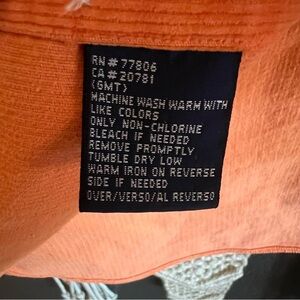 RN # 77806
CA # 20781
(GMT)
MACHINE WASH WARM WITH
LIKE COLORS
ONLY NON-CHLORINE
BLEACH IF NEEDED
REMOVE PROMPTLY
TUMBLE DRY LOW
WARM IRON ON REVERSE
SIDE IF NEEDED
OVER/VERSO/AL REVERSO